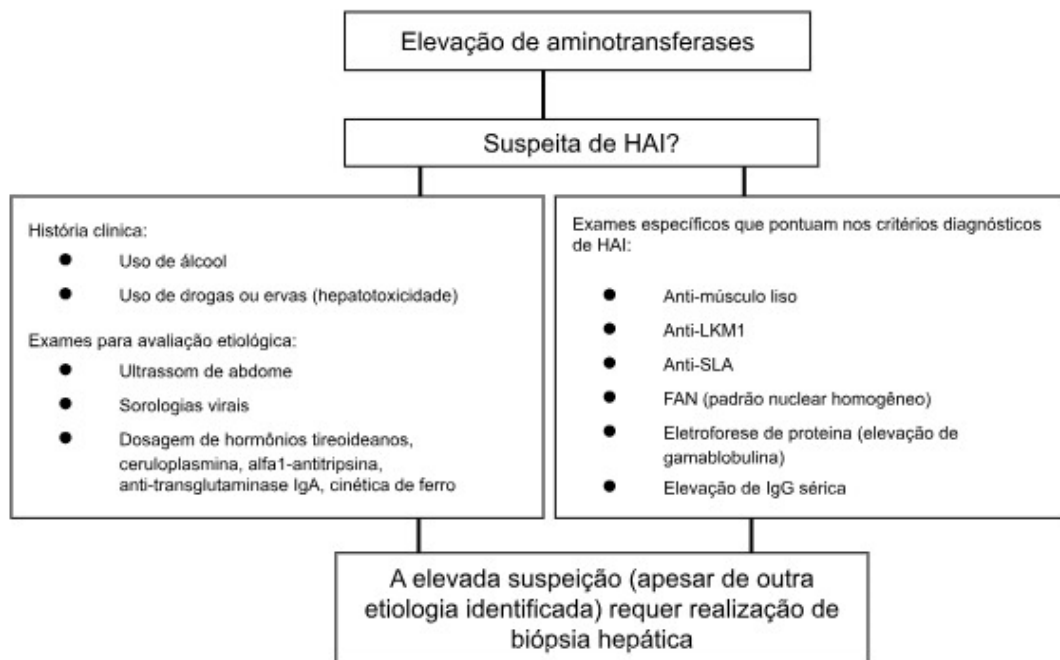 Elevação de aminotransferases
Suspeita de HAI?
História clinica:
● Uso de álcool
● Uso de drogas ou ervas (hepatotoxicidade)
Exames para avaliação etiológica:
● Ultrassom de abdome
● Sorologias virais
● Dosagem de hormônios tireoideanos,
ceruloplasmina, alfa1-antitripsina,
anti-transglutaminase IgA, cinética de ferro
Exames específicos que pontuam nos critérios diagnósticos
de HAI:
● Anti-músculo liso
● Anti-LKM1
● Anti-SLA
● FAN (padrão nuclear homogêneo)
● Eletroforese de proteina (elevação de
gamablobulina)
● Elevação de IgG sérica
A elevada suspeição (apesar de outra
etiologia identificada) requer realização de
biópsia hepática